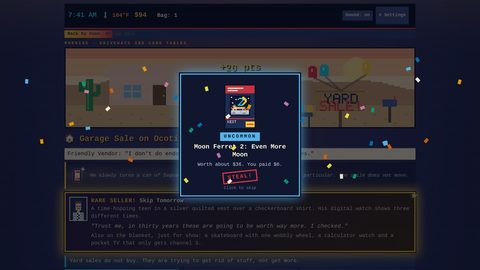 7:41 AM
104°F $94
Bag: 1
Sound: on
Settings
Back to
MORNING · DRIVEWAYS AND CARD TABLES
+20 pts
YARD
SALE
Garage Sale on
Friendly Vendor: "I don't do
UNCOMMON
Moon Ferret 2: Even More
Moon
Worth about $36. You paid $6.
STEAL!
Click to skip
does not move.
RARE SELLER! Skip Tomorrow
A time-hopping teen in a silver quilted vest over a checkerboard shirt. His digital watch shows three
different times.
"Trust me, in thirty years these are going to be worth way more. I checked."
Also on the blanket, just for show: a skateboard with one wobbly wheel, a calculator watch and a
pocket TV that only gets channel 3.
Yard sales do not buy. They are trying to get rid of stuff, not get more.